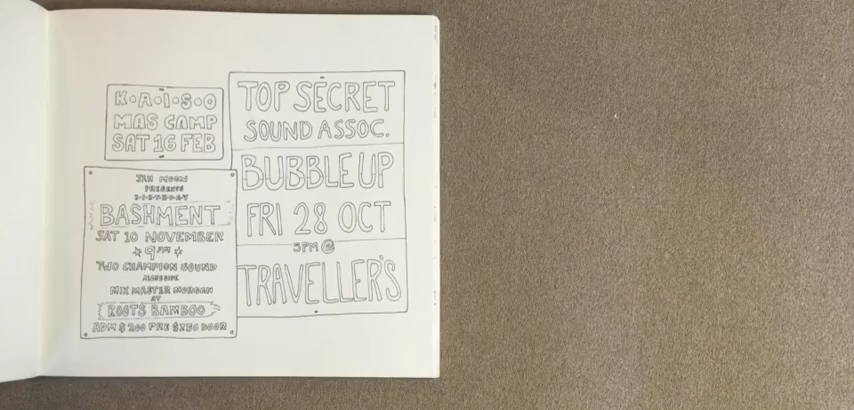 K·A·I·S·O
MAS CAMP
SAT 16 FEB
TOP SECRET
SOUND ASSOC.
BUBBLE UP
FRI 28 OCT
5PM @
TRAVELLER'S
JAH MOON
PRESENTS
B·I·R·T·H·D·A·Y
BASHMENT
SAT 10 NOVEMBER
9PM
TWO CHAMPION SOUND
ALONGSIDE
MIX MASTER MORGAN
AT
ROOTS BAMBOO
ADM $200 PRE $250 DOOR